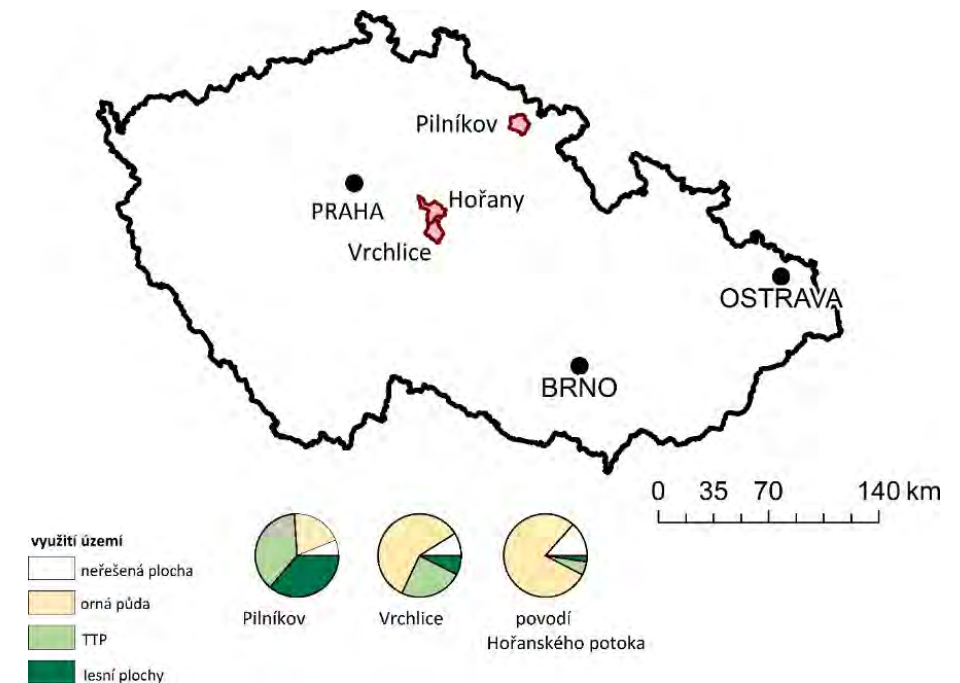 Pilníkov
PRAHA
Hořany
Vrchlice
OSTRAVA
BRNO
0 35 70 140 km
využití území
neřešená plocha
orná půda
TTP
lesní plochy
Pilníkov
Vrchlice
povodí
Hořanského potoka